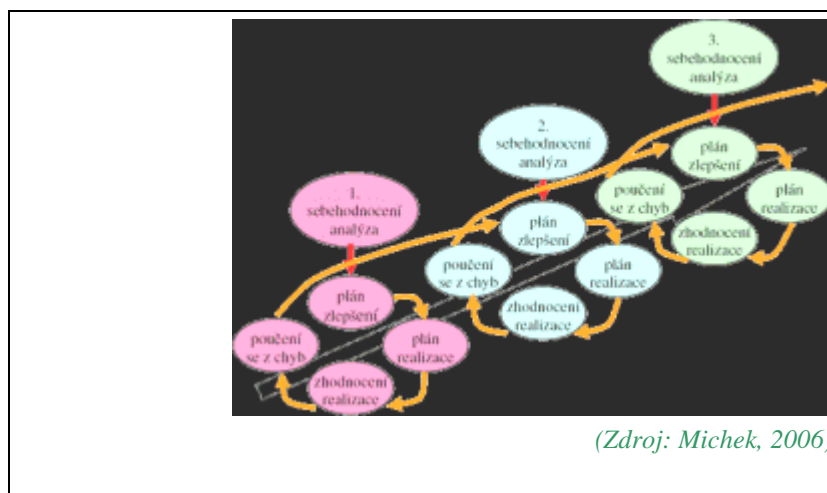 1.
sebehodnocení
analýza
plán
zlepšení
plán
realizace
zhodnocení
realizace
poučení
se z chyb
2.
sebehodnocení
analýza
plán
zlepšení
plán
realizace
zhodnocení
realizace
poučení
se z chyb
3.
sebehodnocení
analýza
plán
zlepšení
plán
realizace
zhodnocení
realizace
poučení
se z chyb
(Zdroj: Michek, 2006)